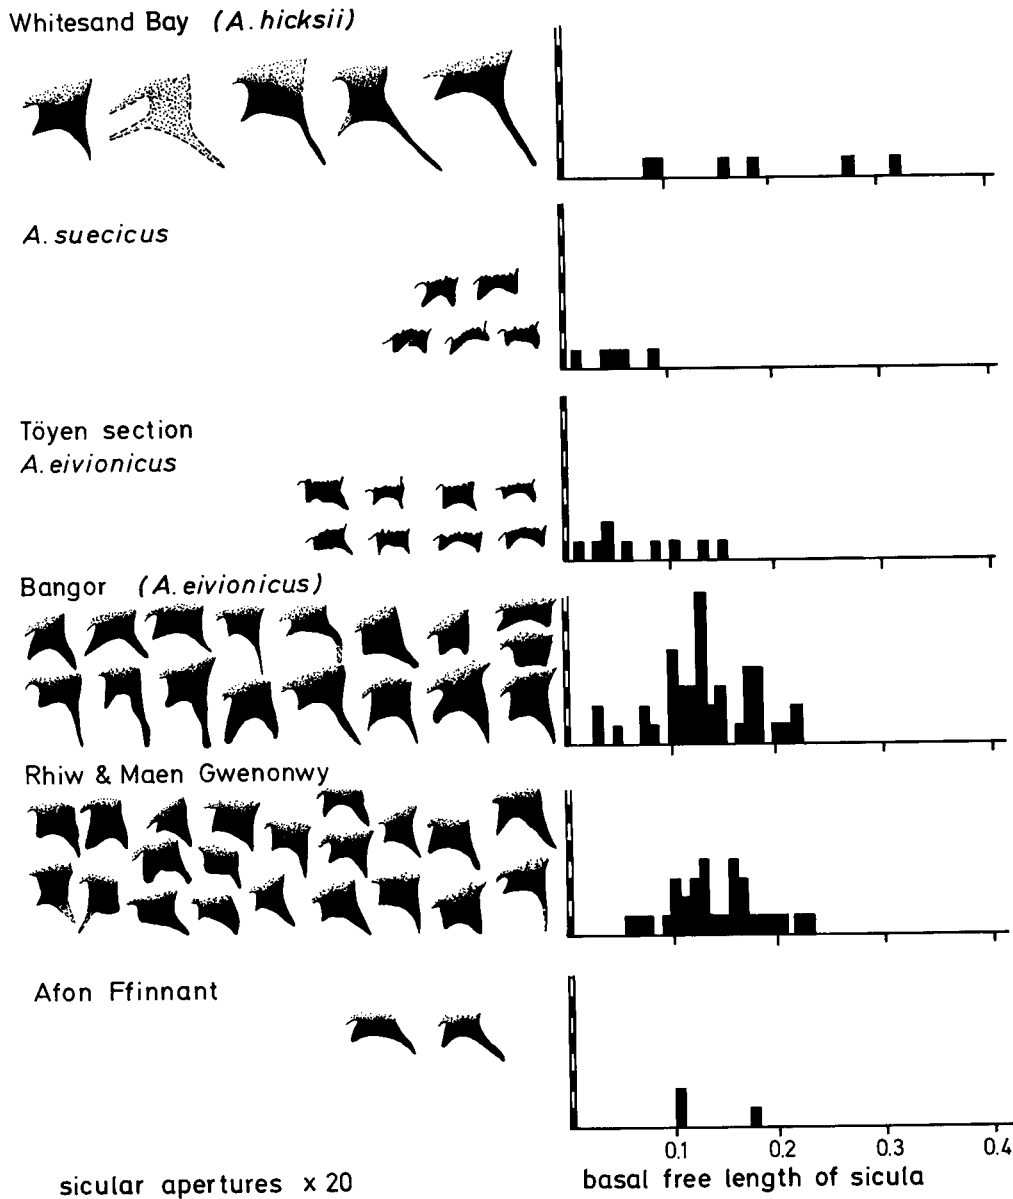 Whitesand Bay (A. hicksii)
A. suecicus
Töyen section
A. eivionicus
Bangor (A. eivionicus)
Rhiw & Maen Gwenonwy
Afon Ffinnant
0.1 0.2 0.3 0.4
sicular apertures x 20
basal free length of sicula